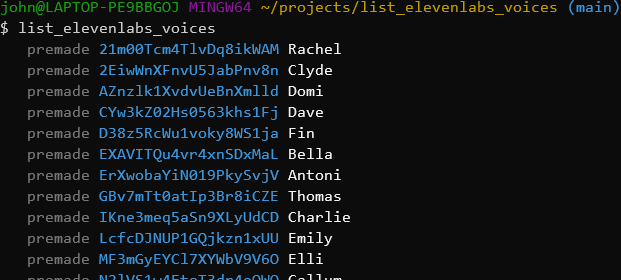 john@LAPTOP-PE9BBGOJ MINGW64 ~/projects/list_elevenlabs_voices (main)
$ list_elevenlabs_voices
premade 21m00Tcm4TlvDq8ikWAM Rachel
premade 2EiwWnXFnvU5JabPnv8n Clyde
premade AZnzlk1XvdvUeBnXmlld Domi
premade CYw3kZ02Hs0563khs1Fj Dave
premade D38z5RcWu1voky8WS1ja Fin
premade EXAVITQu4vr4xnSDxMaL Bella
premade ErXwobaYiN019PkySvjV Antoni
premade GBv7mTt0atIp3Br8iCZE Thomas
premade IKne3meq5aSn9XLyUdCD Charlie
premade LcfcDJNUP1GQjkzn1xUU Emily
premade MF3mGyEYCl7XYWbV9V6O Elli
premade